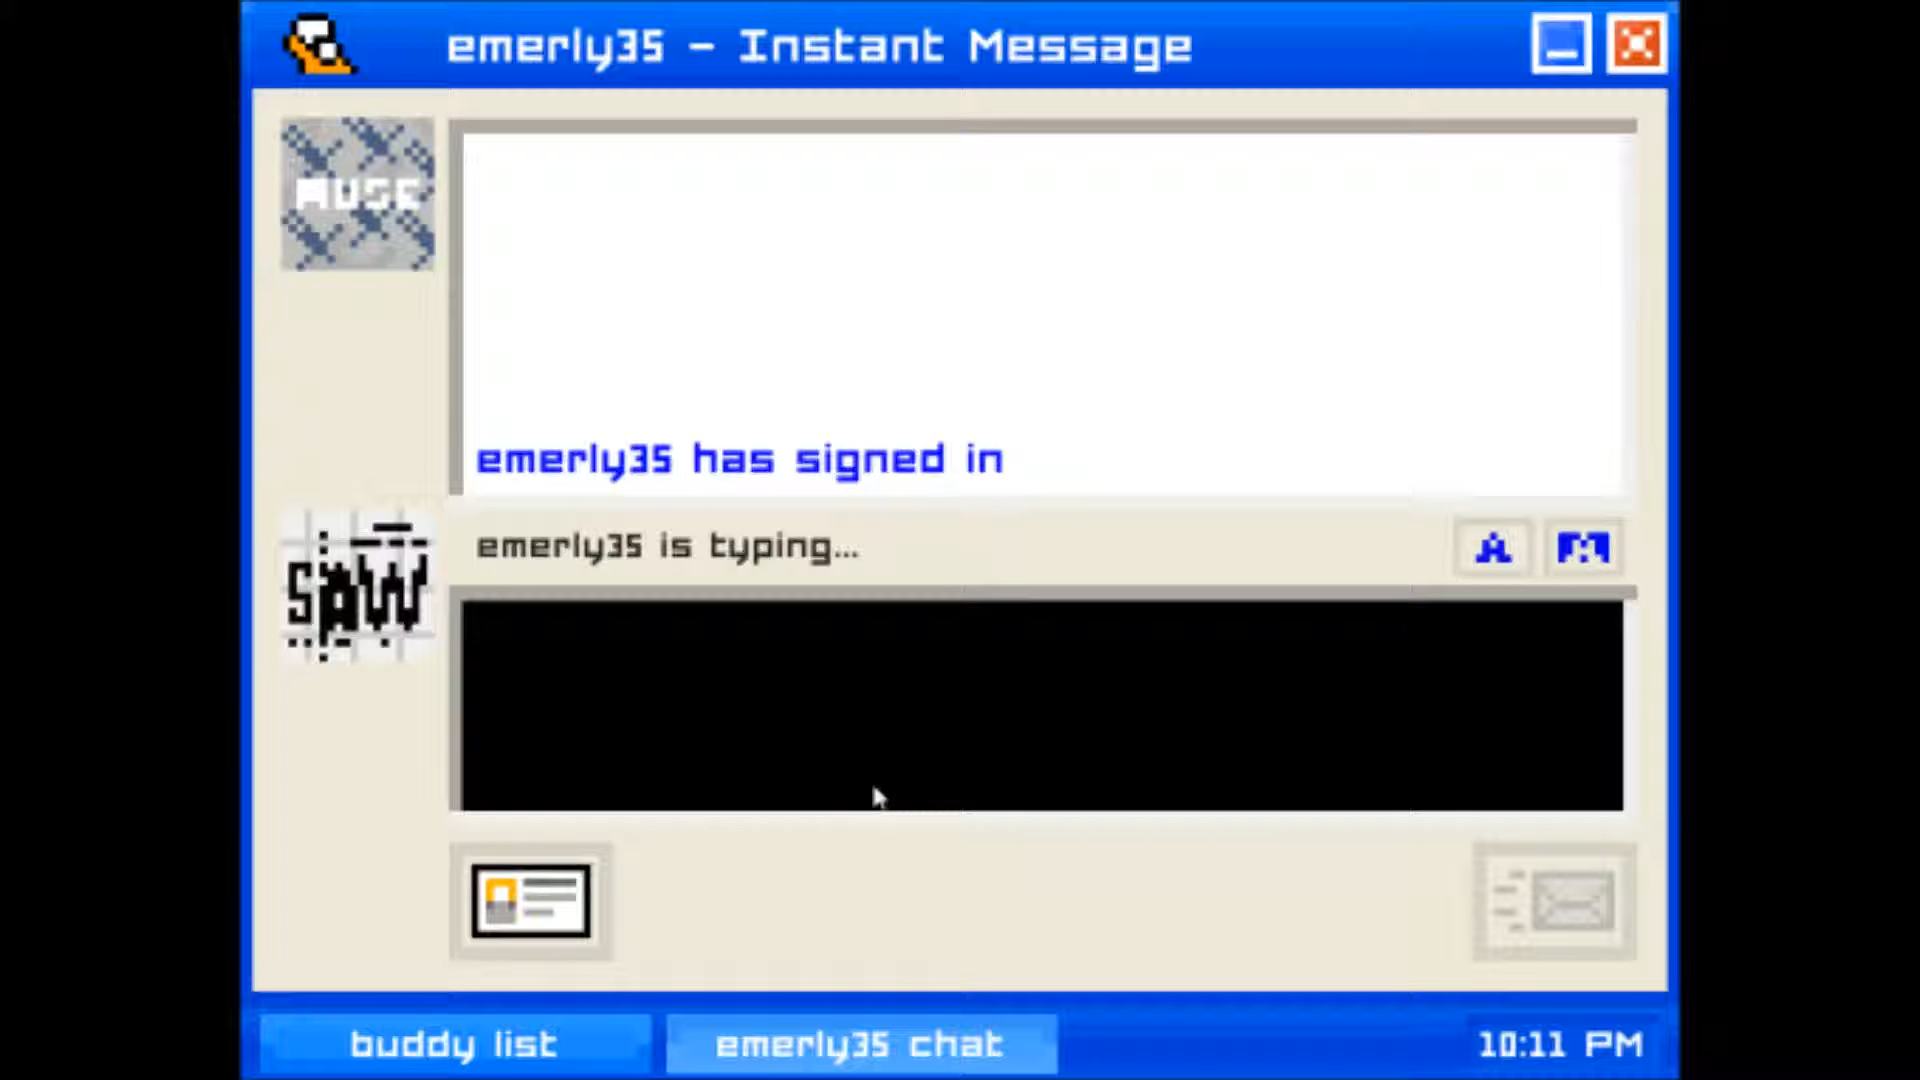 emerly35 - Instant Message
MUSE
emerly35 has signed in
SAW
emerly35 is typing...
A
M
buddy list
emerly35 chat
10:11 PM